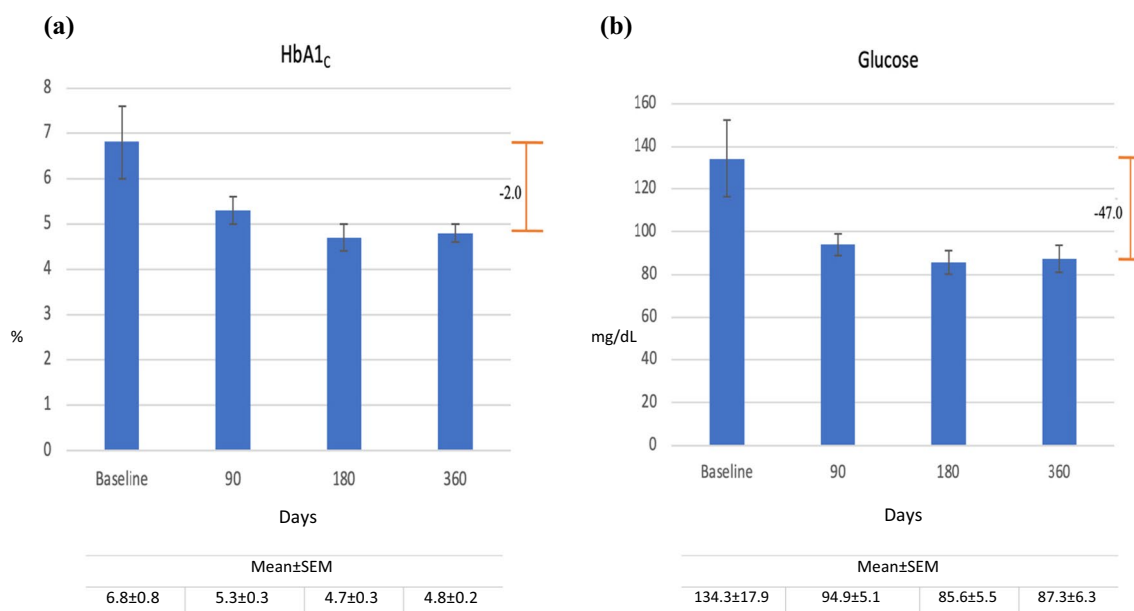 (a)
HbA1c
8
7
6
5
4
3
2
1
0
%
-2.0
Baseline 90 180 360
Days
Mean±SEM
6.8±0.8 5.3±0.3 4.7±0.3 4.8±0.2
(b)
Glucose
160
140
120
100
80
60
40
20
0
mg/dL
-47.0
Baseline 90 180 360
Days
Mean±SEM
134.3±17.9 94.9±5.1 85.6±5.5 87.3±6.3